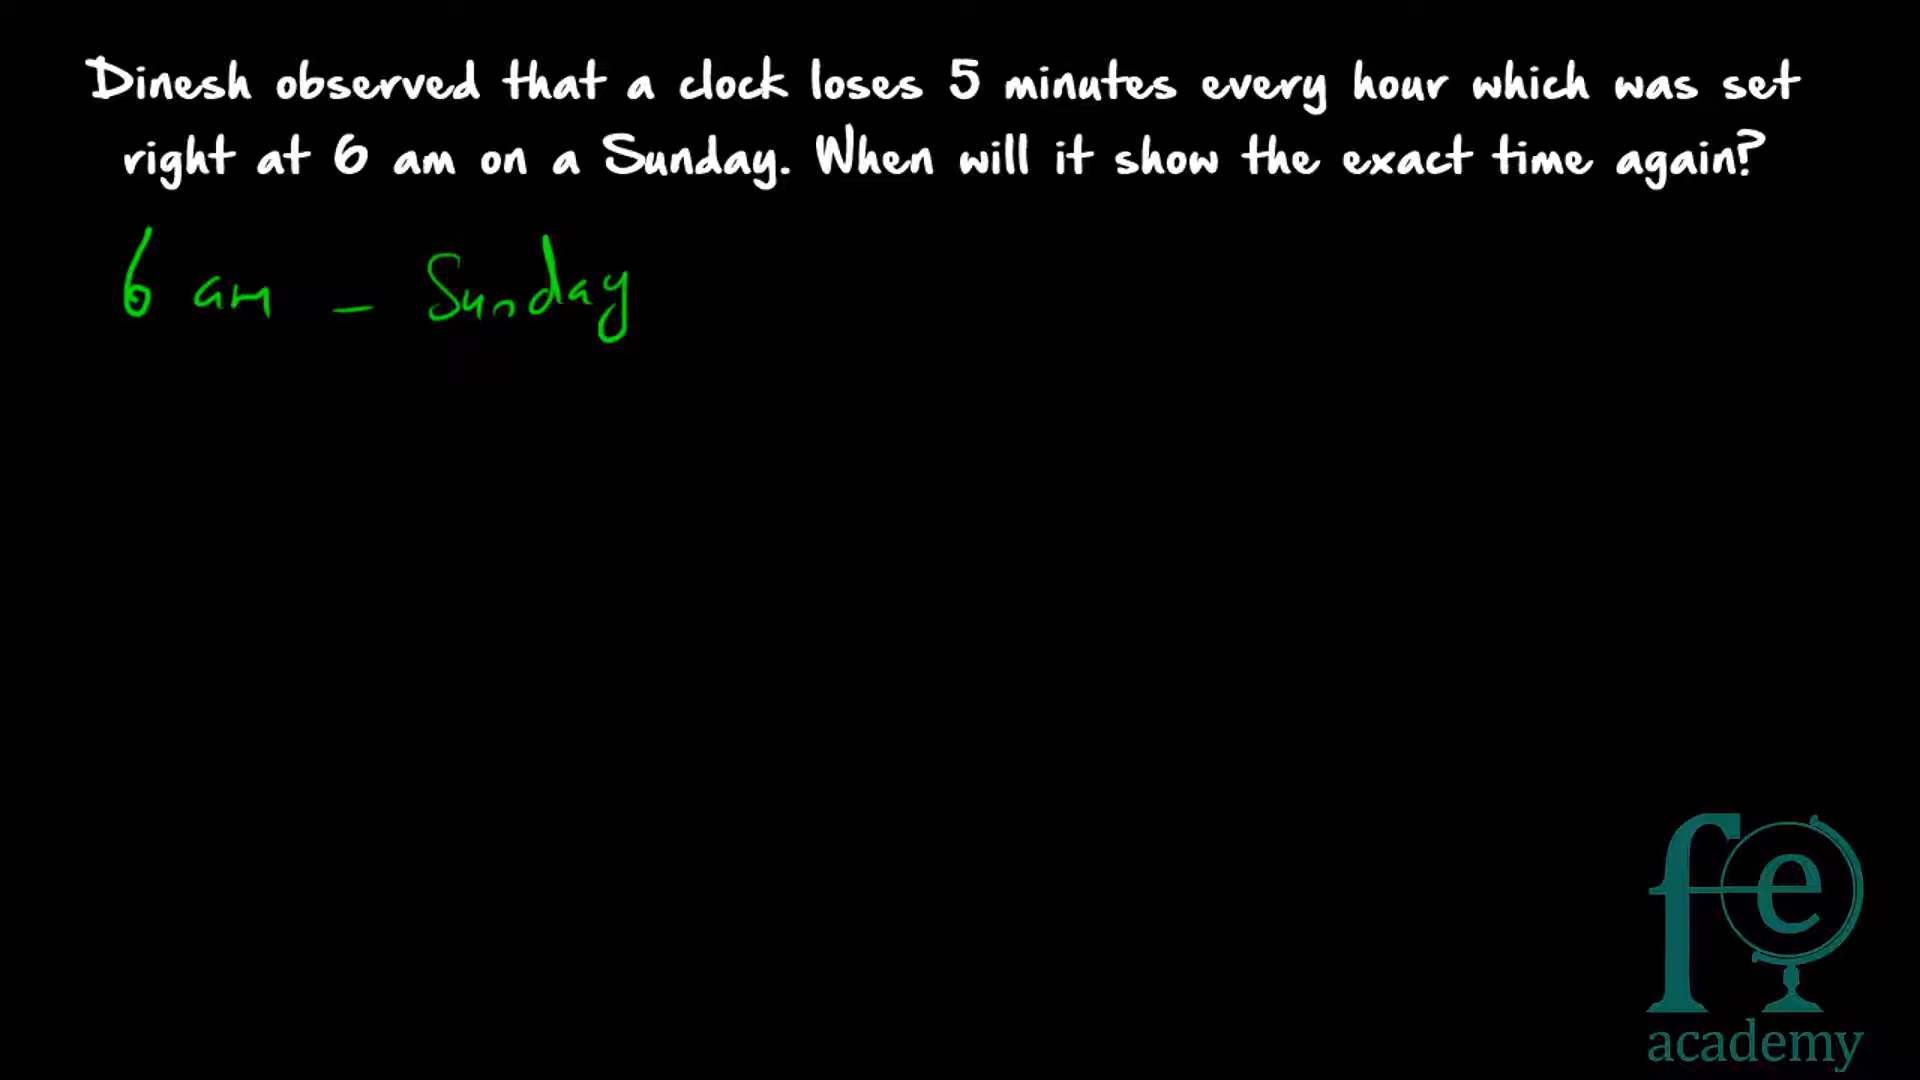 Dinesh observed that a clock loses 5 minutes every hour which was set
right at 6 am on a Sunday. When will it show the exact time again?
6 am - Sunday
fe
academy